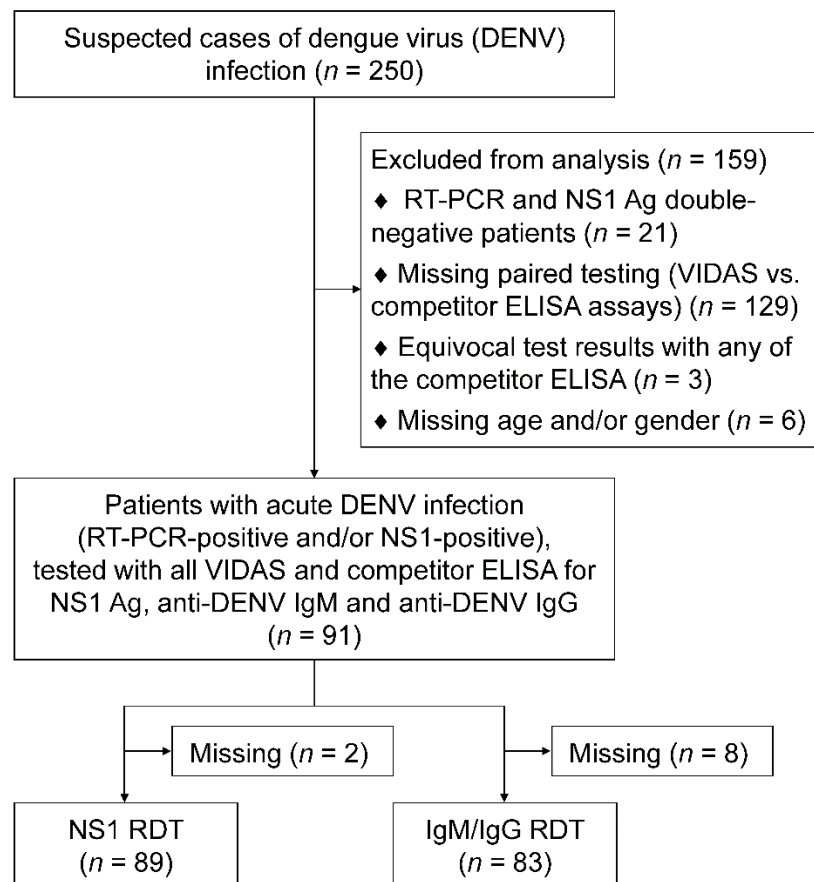 Suspected cases of dengue virus (DENV)
infection (n = 250)
Excluded from analysis (n = 159)
♦ RT-PCR and NS1 Ag double-
negative patients (n = 21)
♦ Missing paired testing (VIDAS vs.
competitor ELISA assays) (n = 129)
♦ Equivocal test results with any of
the competitor ELISA (n = 3)
♦ Missing age and/or gender (n = 6)
Patients with acute DENV infection
(RT-PCR-positive and/or NS1-positive),
tested with all VIDAS and competitor ELISA for
NS1 Ag, anti-DENV IgM and anti-DENV IgG
(n = 91)
Missing (n = 2)
Missing (n = 8)
NS1 RDT
(n = 89)
IgM/IgG RDT
(n = 83)